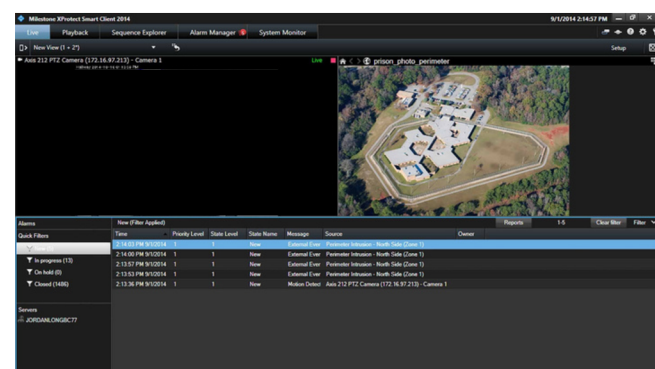 Milestone XProtect Smart Client 2014 9/1/2014 2:14:57 PM
Live Playback Sequence Explorer Alarm Manager System Monitor
New View (1 + 2*) Setup
Axis 212 PTZ Camera (172.16.97.213) - Camera 1 Live prison_photo_perimeter
Alarms New (Filter Applied) Reports 1-5 Clear filter Filter
Quick Filters Time Priority Level State Level State Name Message Source Owner
2:14:03 PM 9/1/2014 1 1 New External Ever Perimeter Intrusion - North Side (Zone 1)
In progress (13) 2:14:00 PM 9/1/2014 1 1 New External Ever Perimeter Intrusion - North Side (Zone 1)
On hold (0) 2:13:57 PM 9/1/2014 1 1 New External Ever Perimeter Intrusion - North Side (Zone 1)
Closed (1486) 2:13:53 PM 9/1/2014 1 1 New External Ever Perimeter Intrusion - North Side (Zone 1)
2:13:36 PM 9/1/2014 1 1 New Motion Detect Axis 212 PTZ Camera (172.16.97.213) - Camera 1
Servers
JORDANLONGBC77